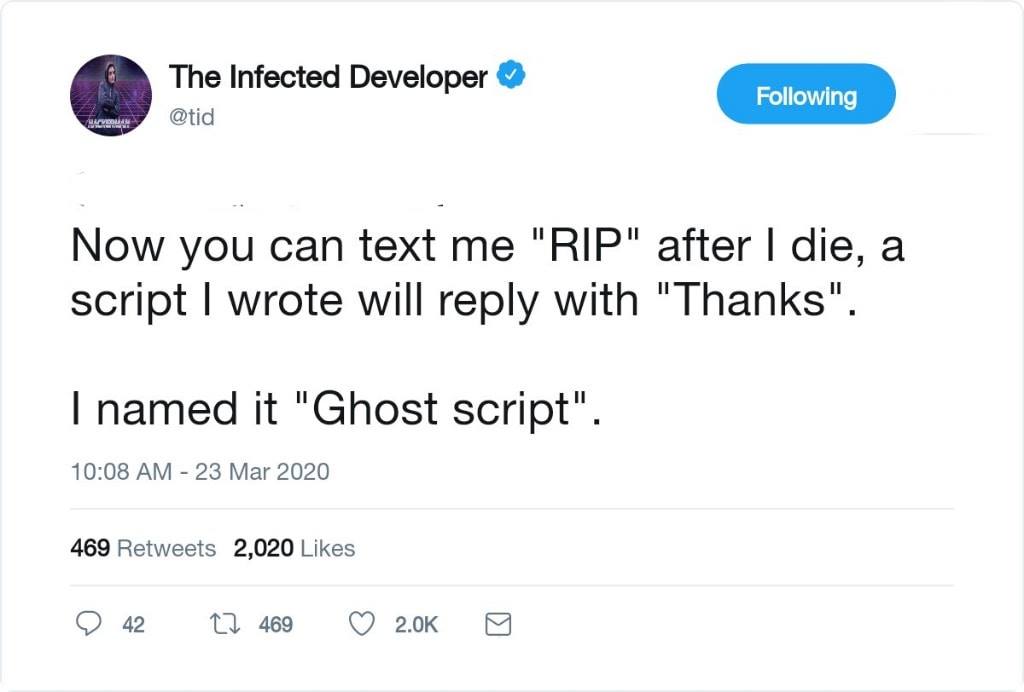 The Infected Developer
@tid
Following
HACKERMAN
Now you can text me "RIP" after I die, a
script I wrote will reply with "Thanks".
I named it "Ghost script".
10:08 AM - 23 Mar 2020
469 Retweets 2,020 Likes
42 469 2.0K